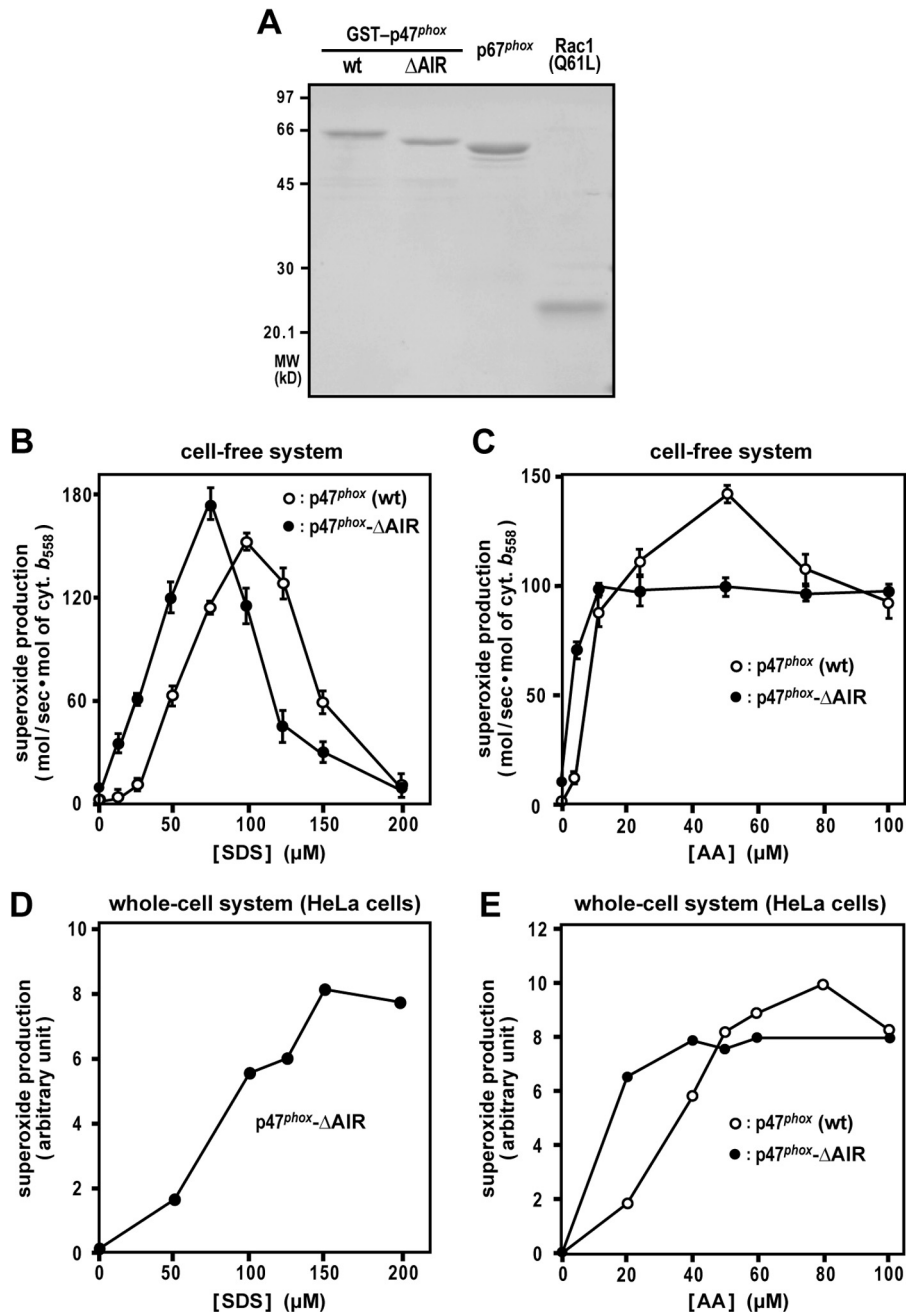 A
GST–p47phox
p67phox
Rac1
(Q61L)
wt
ΔAIR
97
66
45
30
20.1
MW
(kD)
B
cell-free system
superoxide production
(mol/sec•mol of cyt. b558)
180
120
60
0
: p47phox (wt)
: p47phox-ΔAIR
0
50
100
150
200
[SDS] (μM)
C
cell-free system
superoxide production
(mol/sec•mol of cyt. b558)
150
100
50
0
: p47phox (wt)
: p47phox-ΔAIR
0
20
40
60
80
100
[AA] (μM)
D
whole-cell system (HeLa cells)
superoxide production
(arbitrary unit)
10
8
6
4
2
0
p47phox-ΔAIR
0
50
100
150
200
[SDS] (μM)
E
whole-cell system (HeLa cells)
superoxide production
(arbitrary unit)
12
10
8
6
4
2
0
: p47phox (wt)
: p47phox-ΔAIR
0
20
40
60
80
100
[AA] (μM)